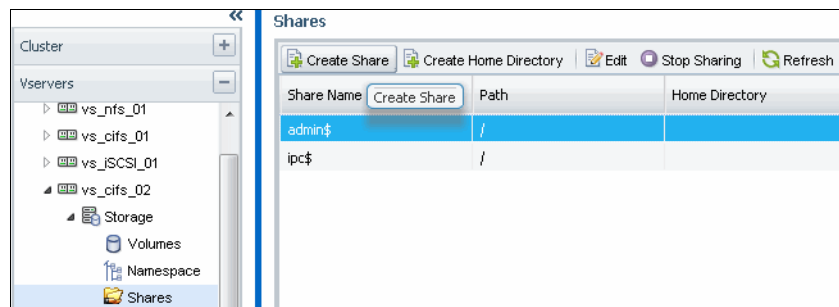 «
Cluster
+
Vservers
−
vs_nfs_01
vs_cifs_01
vs_iSCSI_01
vs_cifs_02
Storage
Volumes
Namespace
Shares
Shares
Create Share Create Home Directory Edit Stop Sharing Refresh
Share Name Path Home Directory
Create Share
admin$ /
ipc$ /